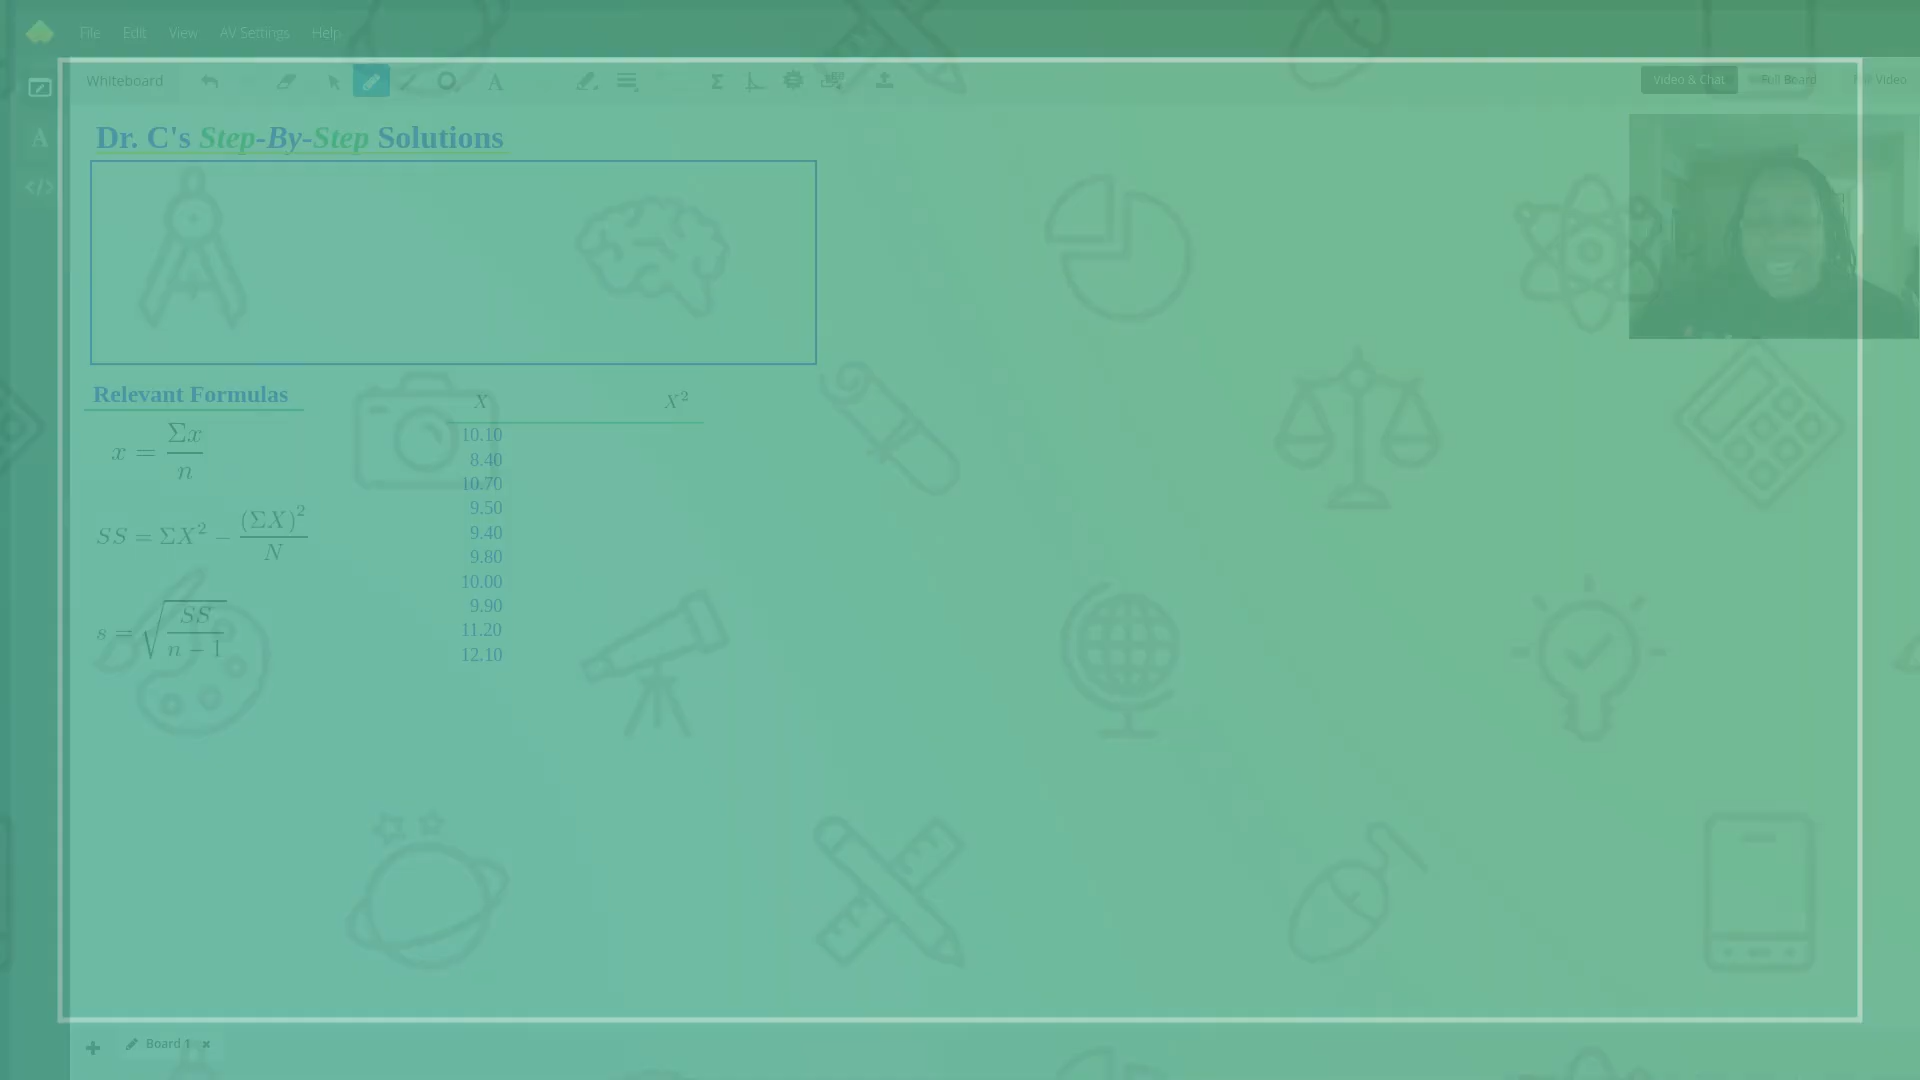 File Edit View AV Settings Help
Whiteboard A Σ Video & Chat Full Board Full Video
A
</>
Dr. C's Step-By-Step Solutions
Relevant Formulas
x = Σx / n
SS = ΣX² − (ΣX)² / N
s = √(SS / (n − 1))
X X²
10.10
8.40
10.70
9.50
9.40
9.80
10.00
9.90
11.20
12.10
+ Board 1 ×